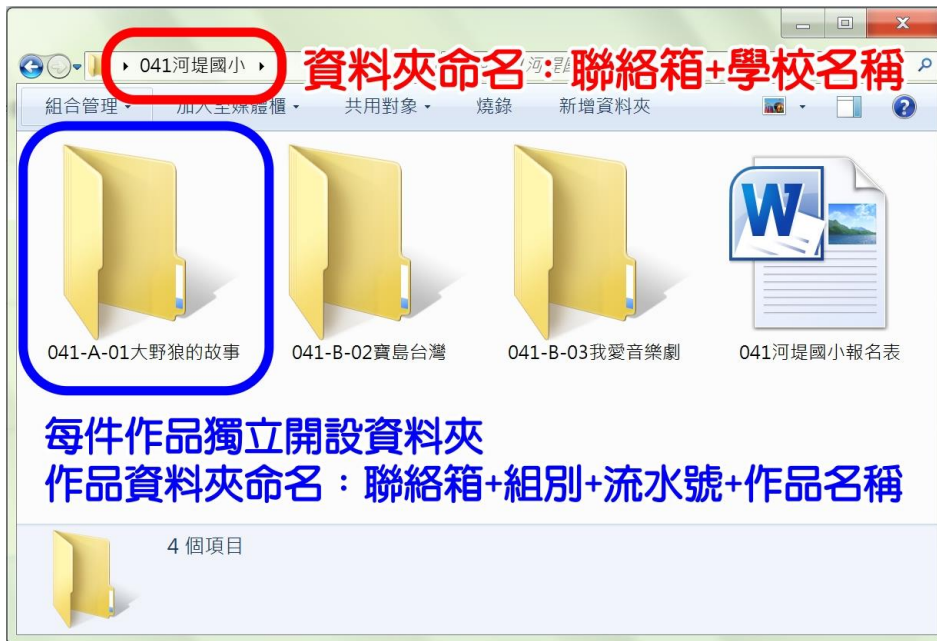 041河堤國小
資料夾命名：聯絡箱+學校名稱
組合管理
加入至媒體櫃
共用對象
燒錄
新增資料夾
041-A-01大野狼的故事
041-B-02寶島台灣
041-B-03我愛音樂劇
041河堤國小報名表
每件作品獨立開設資料夾
作品資料夾命名：聯絡箱+組別+流水號+作品名稱
4 個項目